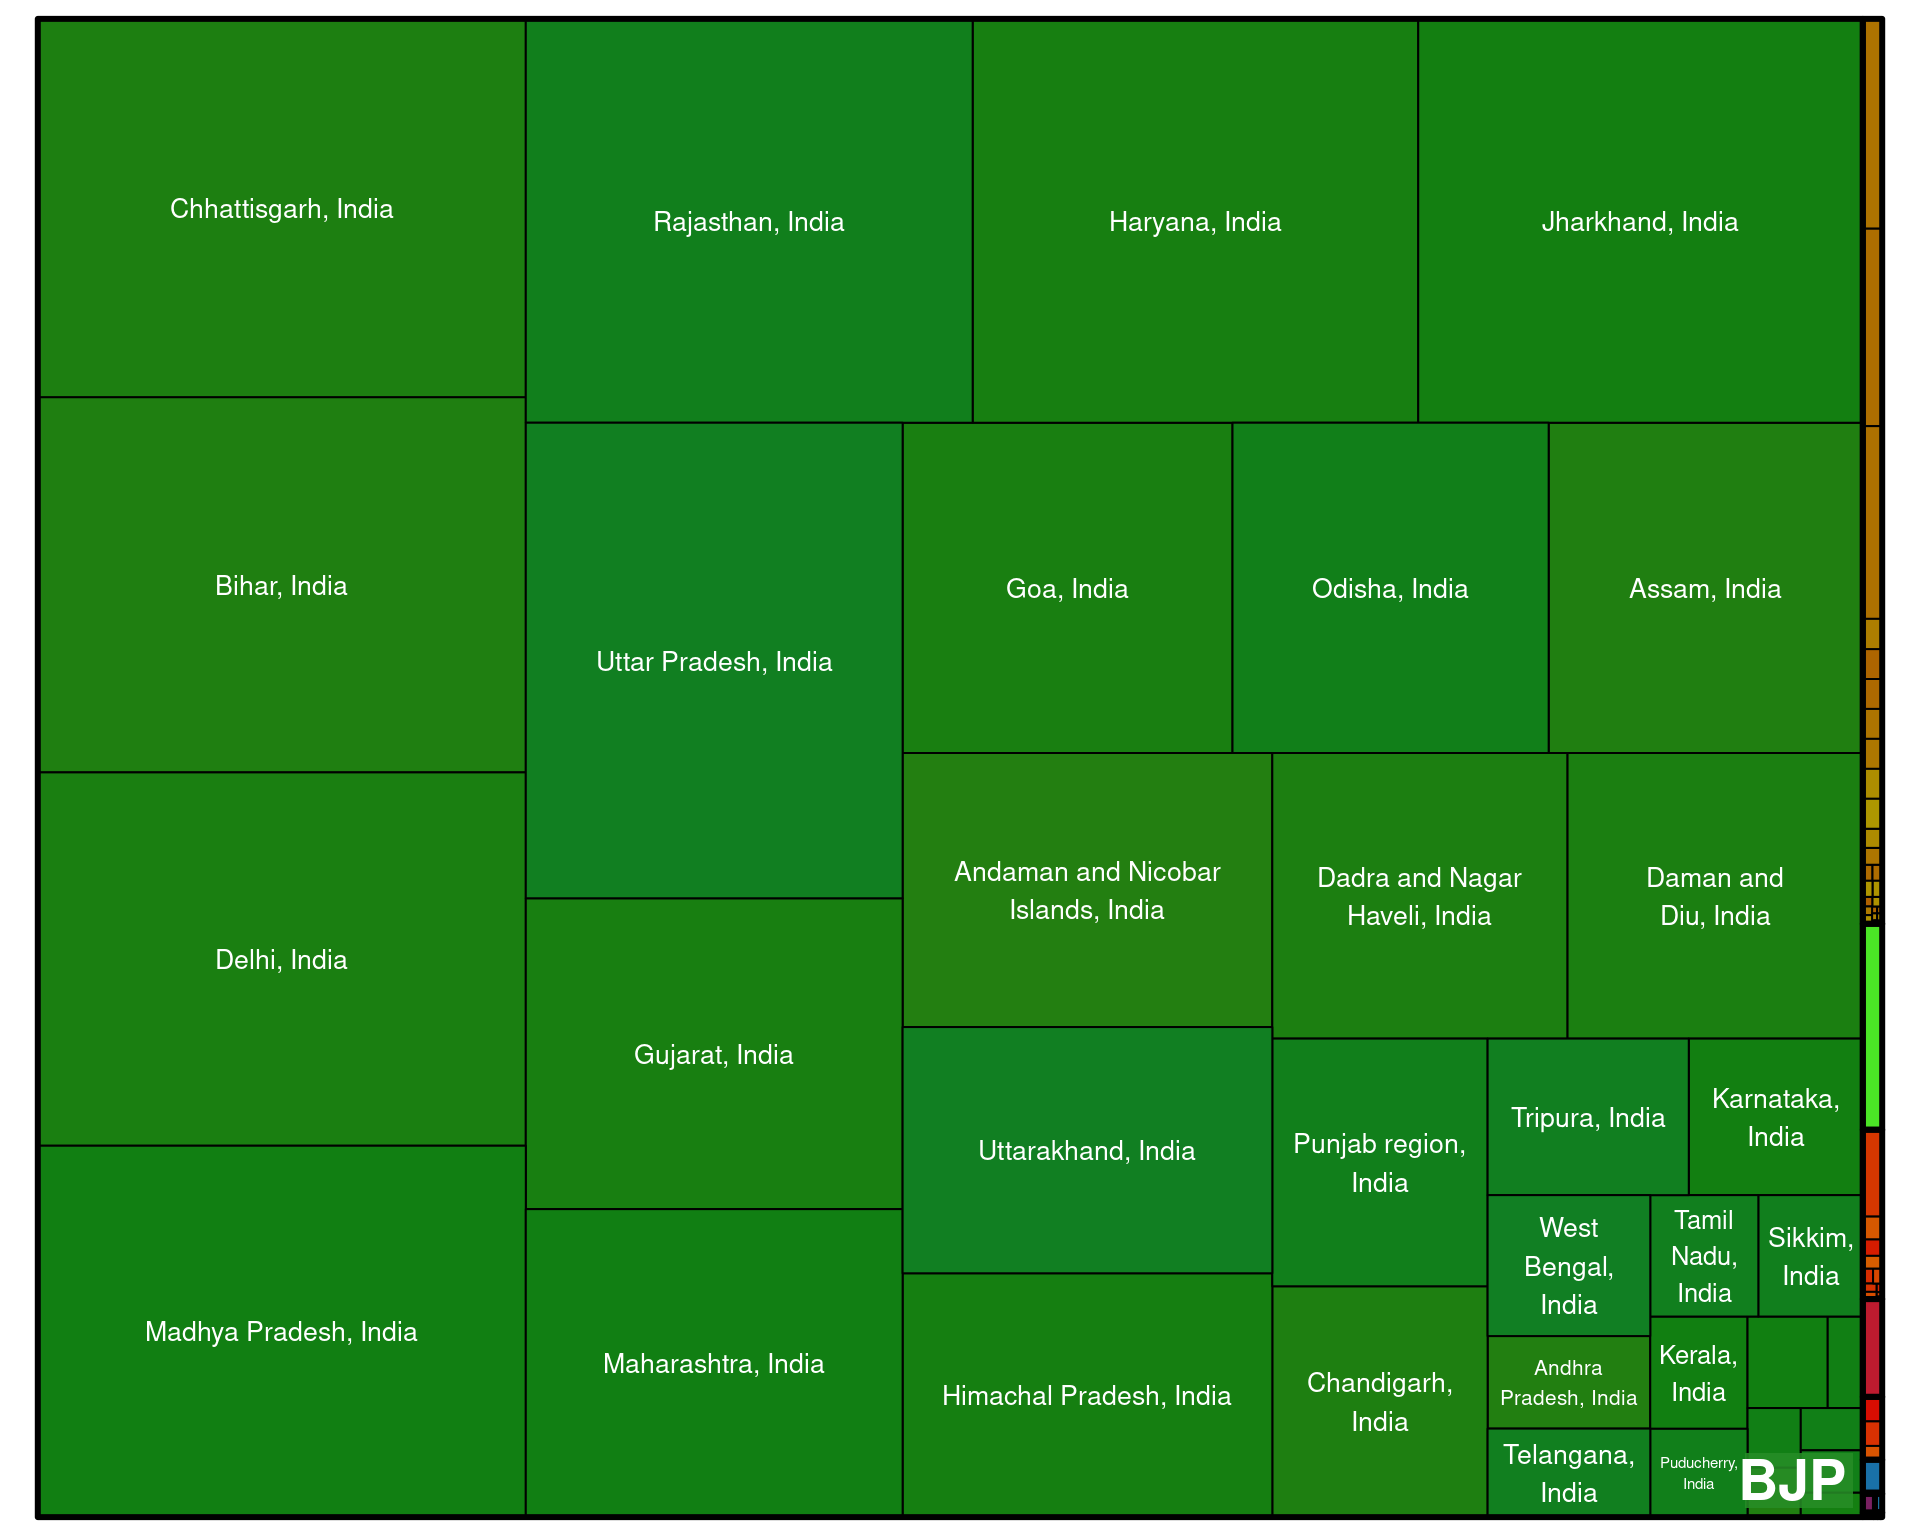 Chhattisgarh, India
Rajasthan, India
Haryana, India
Jharkhand, India
Bihar, India
Uttar Pradesh, India
Goa, India
Odisha, India
Assam, India
Delhi, India
Andaman and Nicobar
Islands, India
Dadra and Nagar
Haveli, India
Daman and
Diu, India
Gujarat, India
Uttarakhand, India
Punjab region,
India
Tripura, India
Karnataka,
India
Madhya Pradesh, India
Maharashtra, India
Himachal Pradesh, India
Chandigarh,
India
West
Bengal,
India
Tamil
Nadu,
India
Sikkim,
India
Andhra
Pradesh, India
Kerala,
India
Telangana,
India
Puducherry,
India
BJP